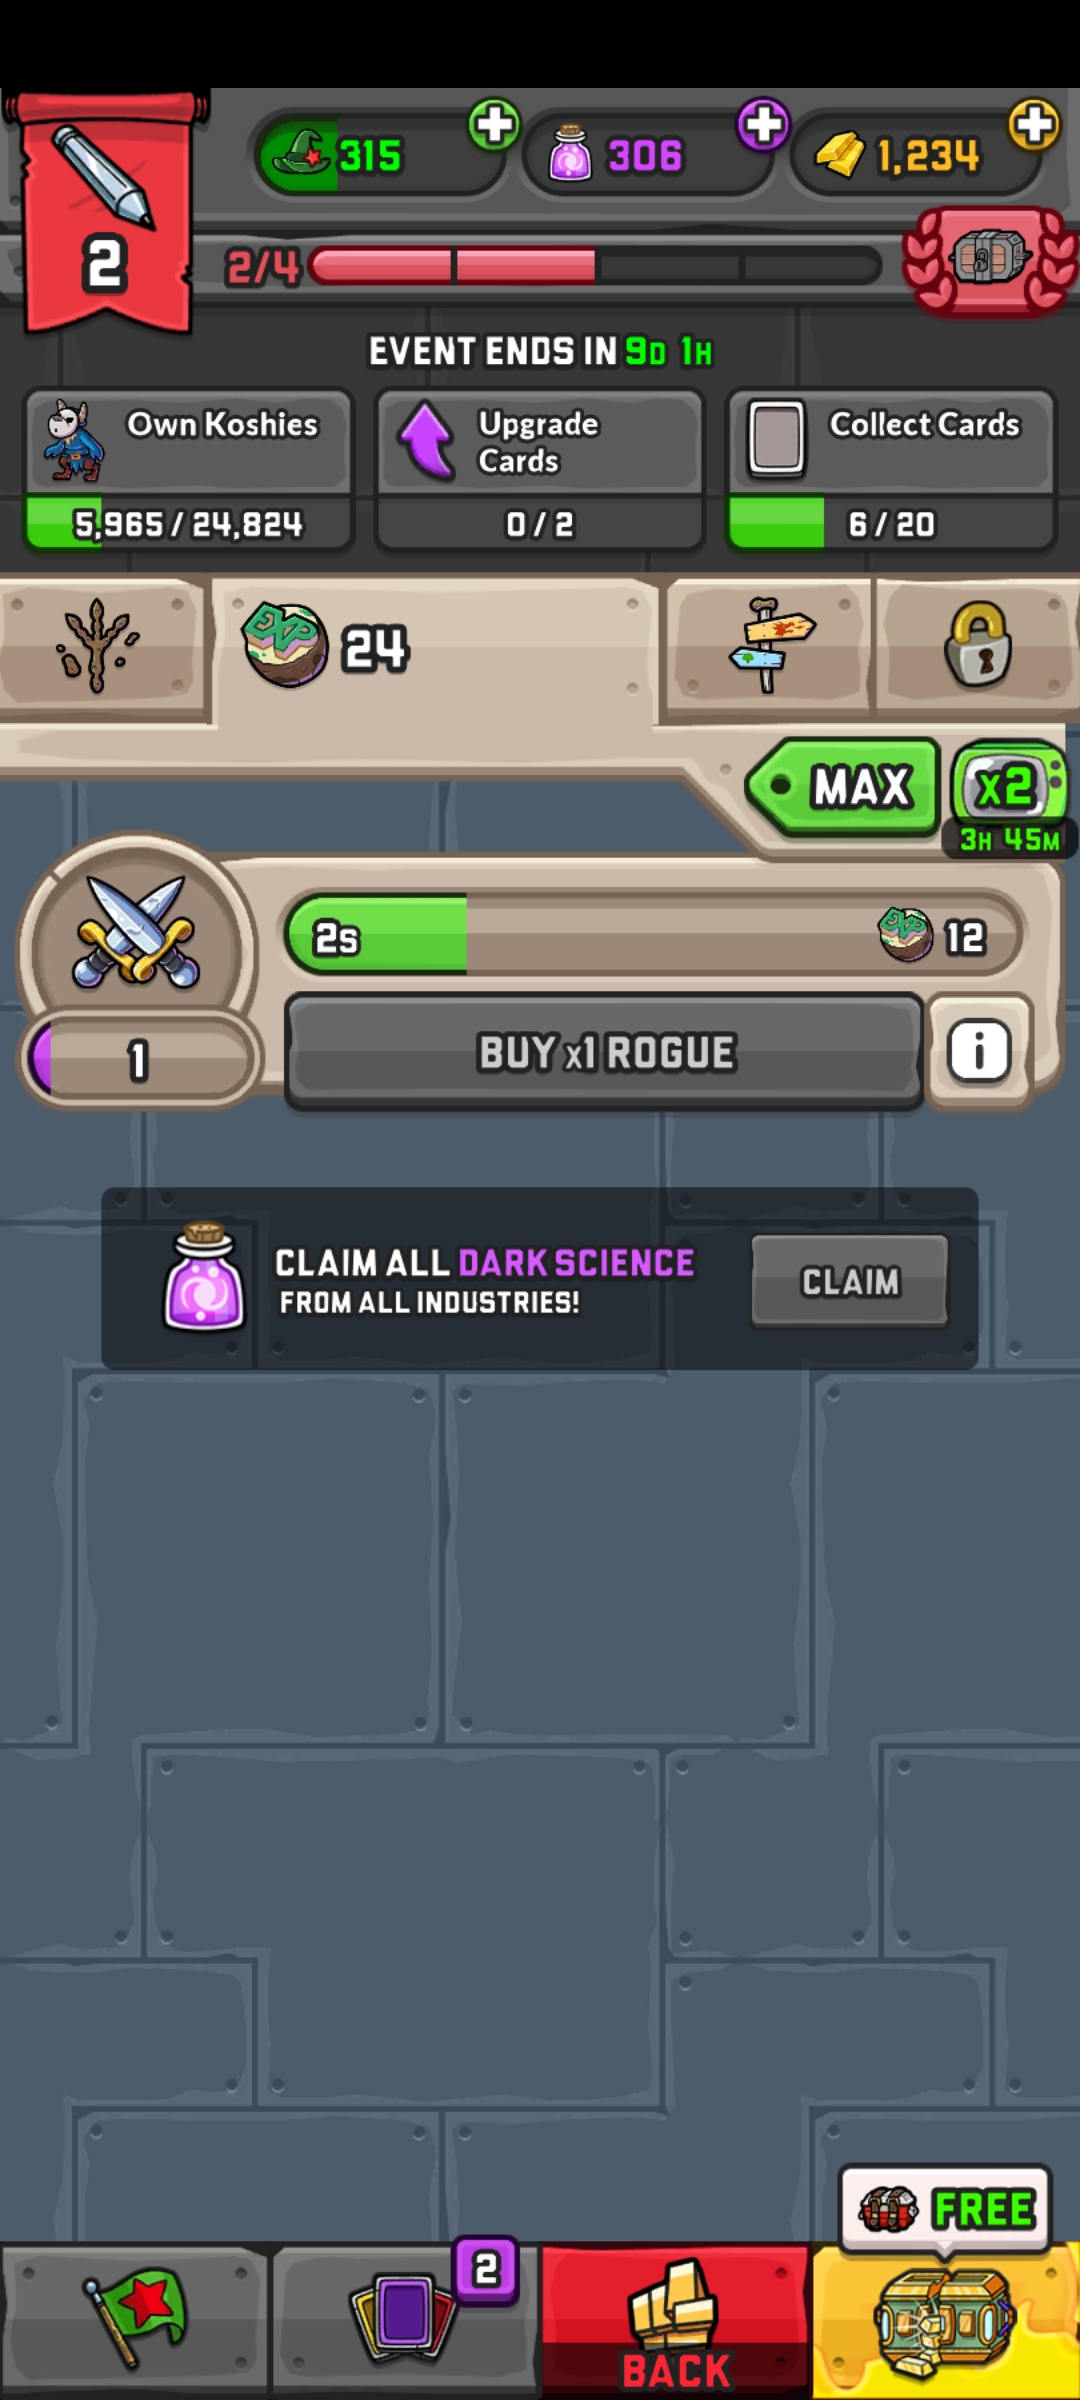 315
306
1,234
2
2/4
EVENT ENDS IN 9D 1H
Own Koshies
5,965 / 24,824
Upgrade
Cards
0 / 2
Collect Cards
6 / 20
EXP 24
MAX
x2
3H 45M
2s
EXP 12
1
BUY x1 ROGUE
i
CLAIM ALL DARK SCIENCE
FROM ALL INDUSTRIES!
CLAIM
FREE
2
BACK